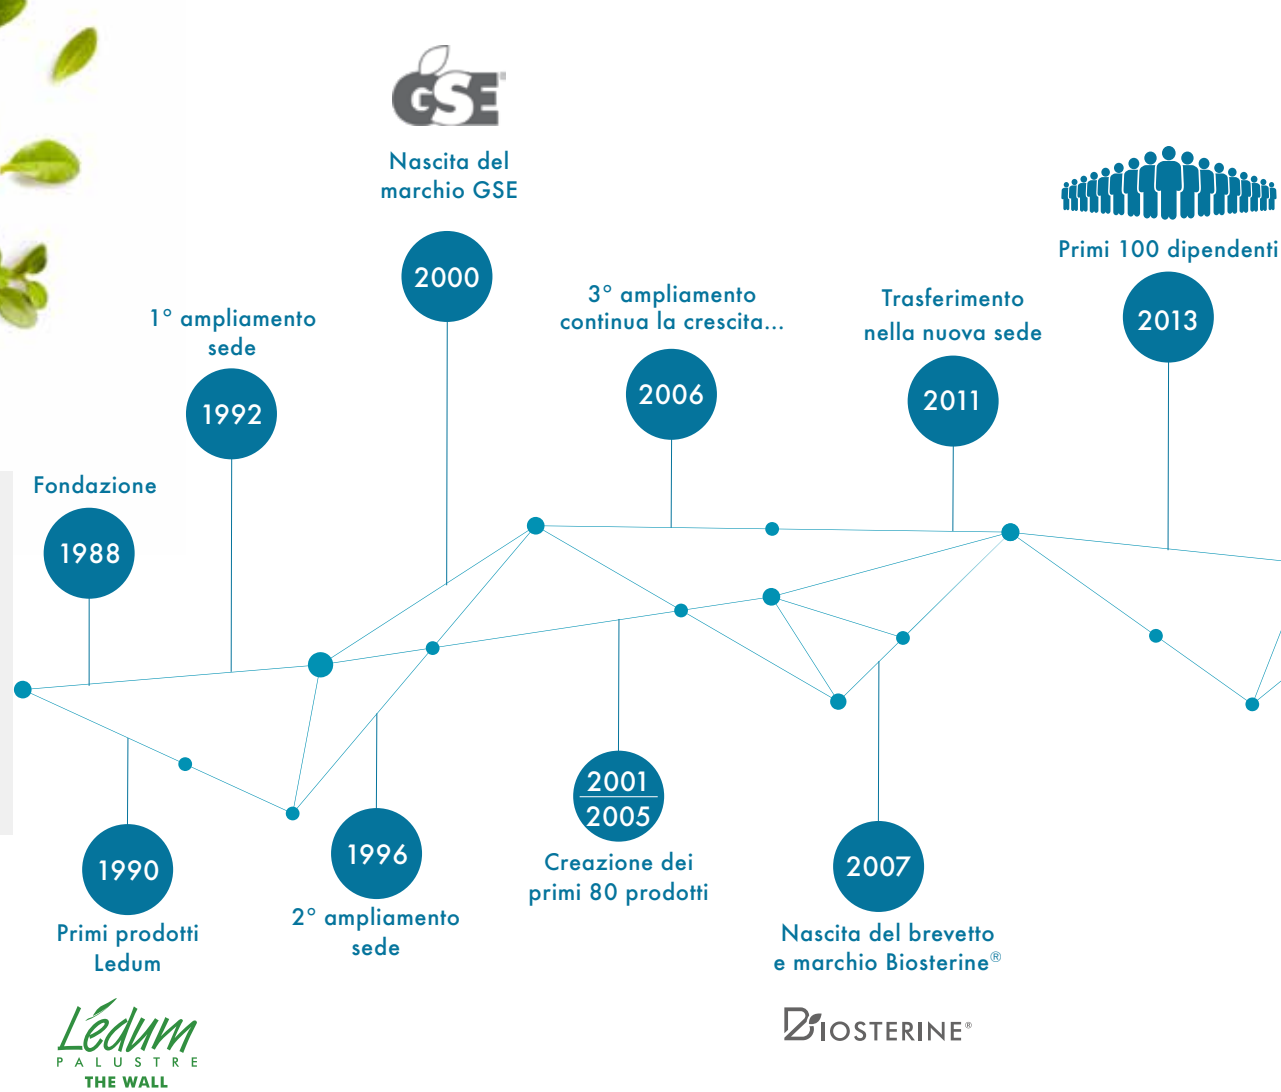 GSE®
Nascita del
marchio GSE
2000
Primi 100 dipendenti
2013
3° ampliamento
continua la crescita...
2006
Trasferimento
nella nuova sede
2011
1° ampliamento
sede
1992
Fondazione
1988
1990
Primi prodotti
Ledum
Lédum
PALUSTRE
THE WALL
1996
2° ampliamento
sede
2001
2005
Creazione dei
primi 80 prodotti
2007
Nascita del brevetto
e marchio Biosterine®
BIOSTERINE®